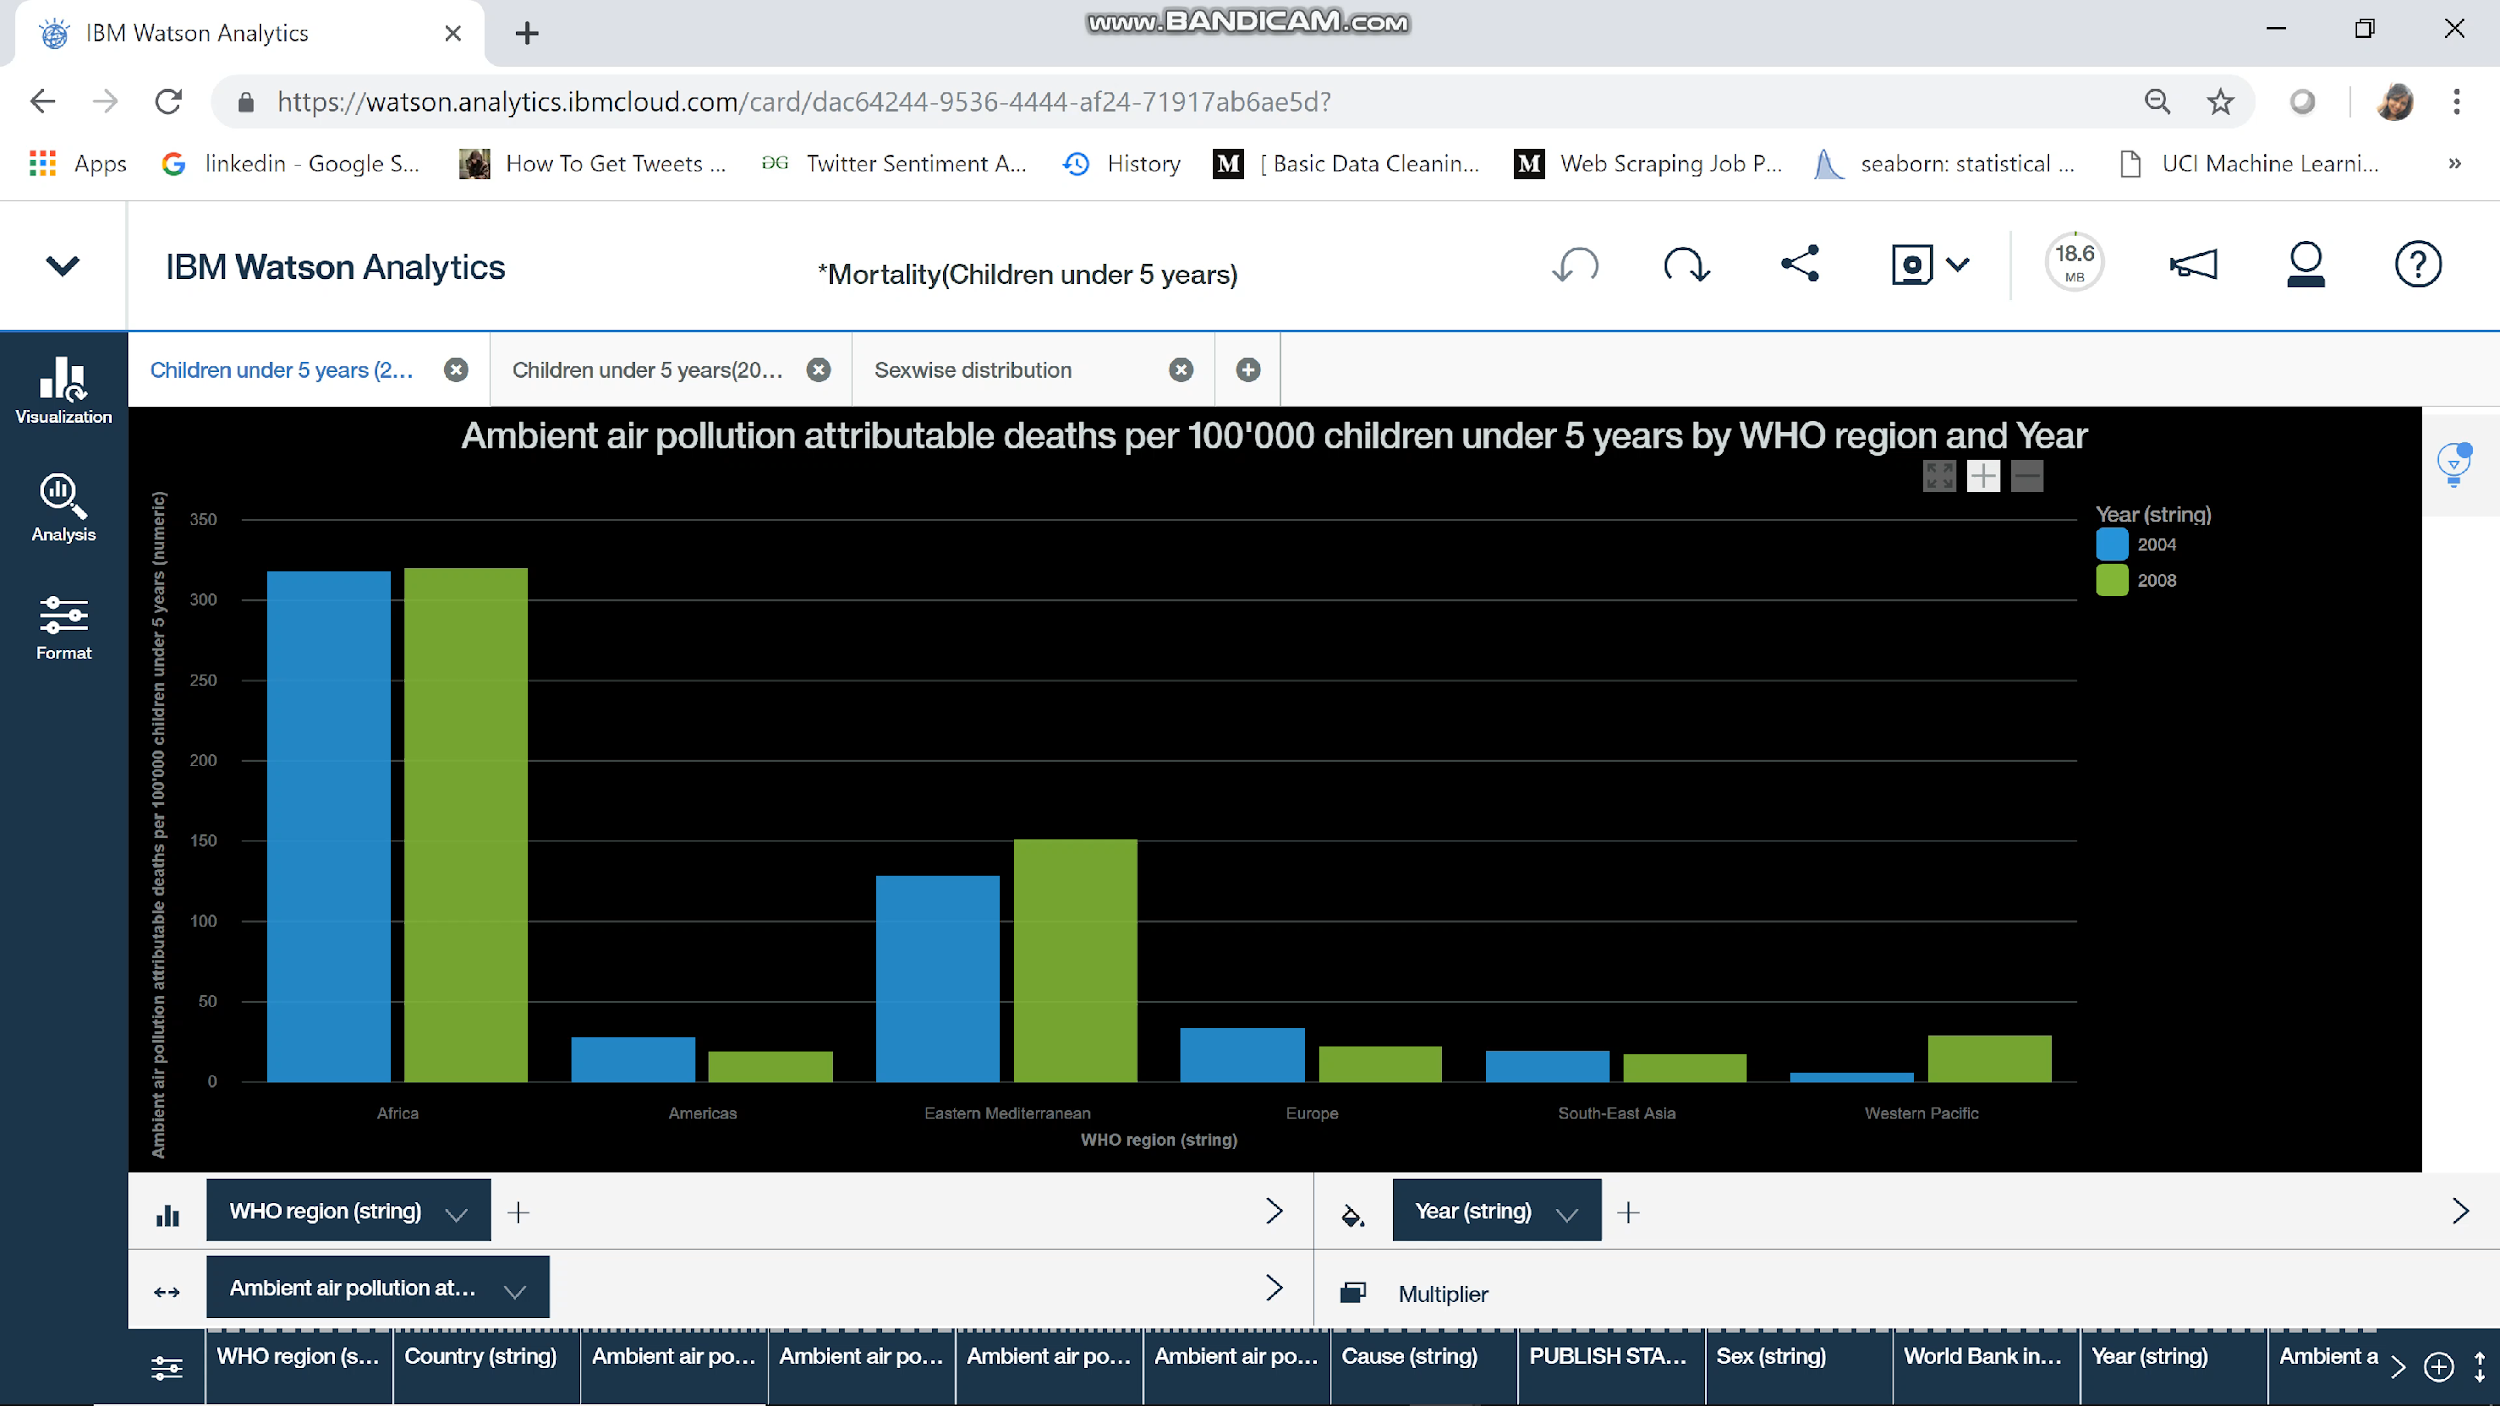 IBM Watson Analytics
www.BANDICAM.com
https://watson.analytics.ibmcloud.com/card/dac64244-9536-4444-af24-71917ab6ae5d?
Apps
linkedin - Google S...
How To Get Tweets ...
Twitter Sentiment A...
History
[ Basic Data Cleanin...
Web Scraping Job P...
seaborn: statistical ...
UCI Machine Learni...
»
IBM Watson Analytics
*Mortality(Children under 5 years)
18.6
MB
Children under 5 years (2...
Children under 5 years(20...
Sexwise distribution
Visualization
Analysis
Format
Ambient air pollution attributable deaths per 100'000 children under 5 years by WHO region and Year
Ambient air pollution attributable deaths per 100'000 children under 5 years (numeric)
350
300
250
200
150
100
50
0
Year (string)
2004
2008
Africa
Americas
Eastern Mediterranean
Europe
South-East Asia
Western Pacific
WHO region (string)
WHO region (string)
Year (string)
Ambient air pollution at...
Multiplier
WHO region (s...
Country (string)
Ambient air po...
Ambient air po...
Ambient air po...
Ambient air po...
Cause (string)
PUBLISH STA...
Sex (string)
World Bank in...
Year (string)
Ambient a